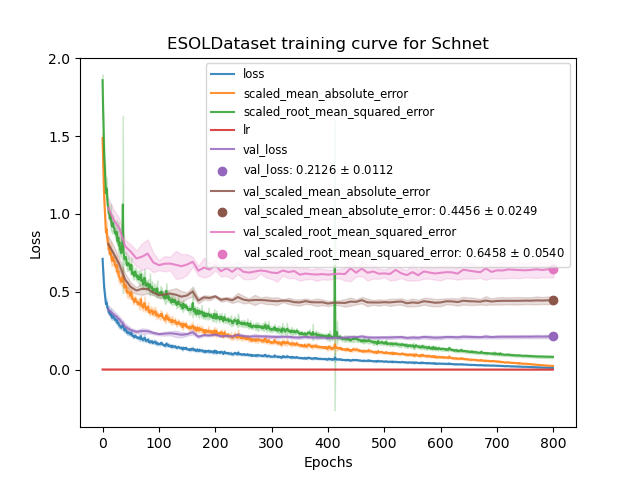 ESOLDataset training curve for Schnet
2.0
1.5
1.0
0.5
0.0
Loss
loss
scaled_mean_absolute_error
scaled_root_mean_squared_error
lr
val_loss
val_loss: 0.2126 ± 0.0112
val_scaled_mean_absolute_error
val_scaled_mean_absolute_error: 0.4456 ± 0.0249
val_scaled_root_mean_squared_error
val_scaled_root_mean_squared_error: 0.6458 ± 0.0540
0 100 200 300 400 500 600 700 800
Epochs